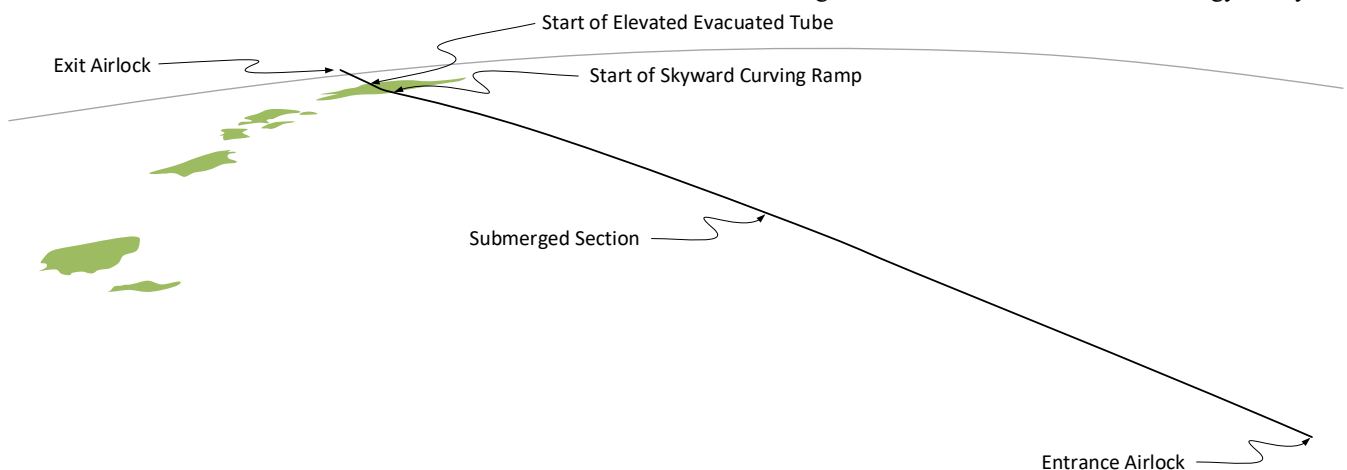 Start of Elevated Evacuated Tube
Exit Airlock
Start of Skyward Curving Ramp
Submerged Section
Entrance Airlock